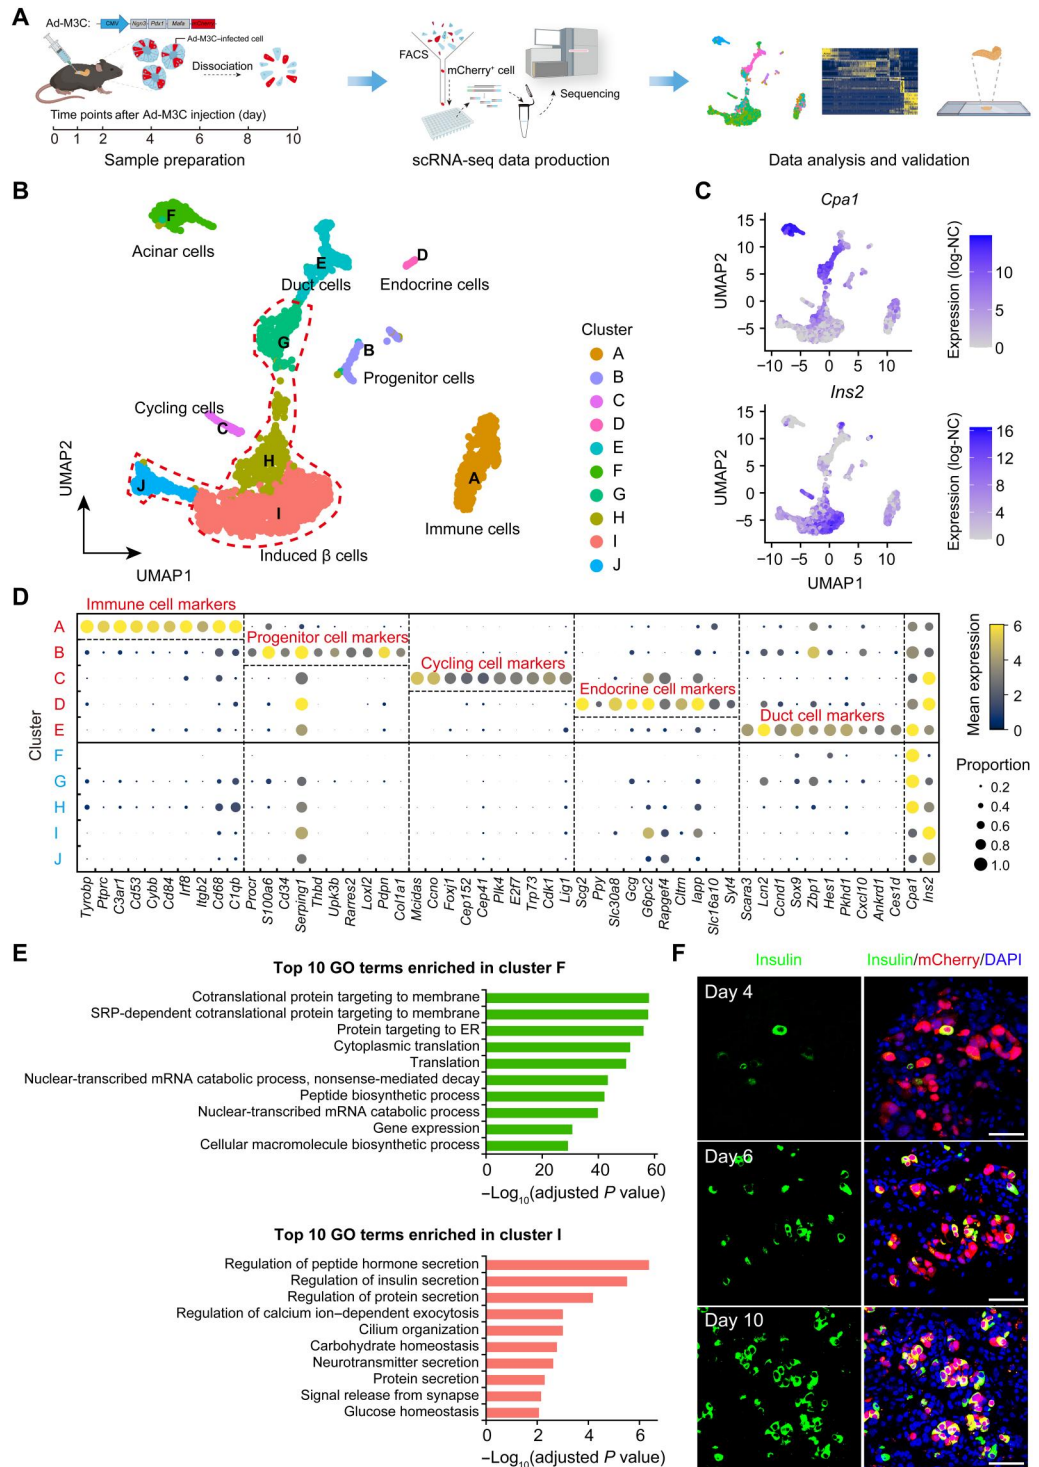 A
Ad-M3C:
CMV
Ngn3
Pdx1
Mafa
mCherry
Ad-M3C–infected cell
Dissociation
Time points after Ad-M3C injection (day)
0 1 2 4 6 8 10
Sample preparation
FACS
mCherry+ cell
Sequencing
scRNA-seq data production
Data analysis and validation
B
F
Acinar cells
E
Duct cells
D
Endocrine cells
G
B
Progenitor cells
Cycling cells
C
H
J
I
A
Induced β cells
Immune cells
UMAP2
UMAP1
Cluster
A
B
C
D
E
F
G
H
I
J
C
Cpa1
UMAP2
15
10
5
0
−5
−10 −5 0 5 10
Expression (log-NC)
10
5
0
Ins2
UMAP2
15
10
5
0
−5
−10 −5 0 5 10
UMAP1
Expression (log-NC)
16
12
8
4
0
D
Immune cell markers
Progenitor cell markers
Cycling cell markers
Endocrine cell markers
Duct cell markers
Cluster
A
B
C
D
E
F
G
H
I
J
Tyrobp
Ptprc
C3ar1
Cd53
Cybb
Cd84
Irf8
Itgb2
Cd68
C1qb
Procr
S100a6
Cd34
Serping1
Thbd
Upk3b
Rarres2
Loxl2
Pdpn
Col1a1
Mcidas
Ccno
Foxj1
Cep152
Cep41
Plk4
E2f7
Trp73
Cdk1
Lig1
Scg2
Ppy
Slc30a8
Gcg
G6pc2
Rapgef4
Cltrn
Iapp
Slc16a10
Syt4
Scara3
Lcn2
Ccnd1
Sox9
Zbp1
Hes1
Pkhd1
Cxcl10
Ankrd1
Ces1d
Cpa1
Ins2
Mean expression
6
4
2
0
Proportion
0.2
0.4
0.6
0.8
1.0
E
Top 10 GO terms enriched in cluster F
Cotranslational protein targeting to membrane
SRP-dependent cotranslational protein targeting to membrane
Protein targeting to ER
Cytoplasmic translation
Translation
Nuclear-transcribed mRNA catabolic process, nonsense-mediated decay
Peptide biosynthetic process
Nuclear-transcribed mRNA catabolic process
Gene expression
Cellular macromolecule biosynthetic process
0 20 40 60
−Log10(adjusted P value)
Top 10 GO terms enriched in cluster I
Regulation of peptide hormone secretion
Regulation of insulin secretion
Regulation of protein secretion
Regulation of calcium ion–dependent exocytosis
Cilium organization
Carbohydrate homeostasis
Neurotransmitter secretion
Protein secretion
Signal release from synapse
Glucose homeostasis
0 2 4 6
−Log10(adjusted P value)
F
Insulin
Insulin/mCherry/DAPI
Day 4
Day 6
Day 10